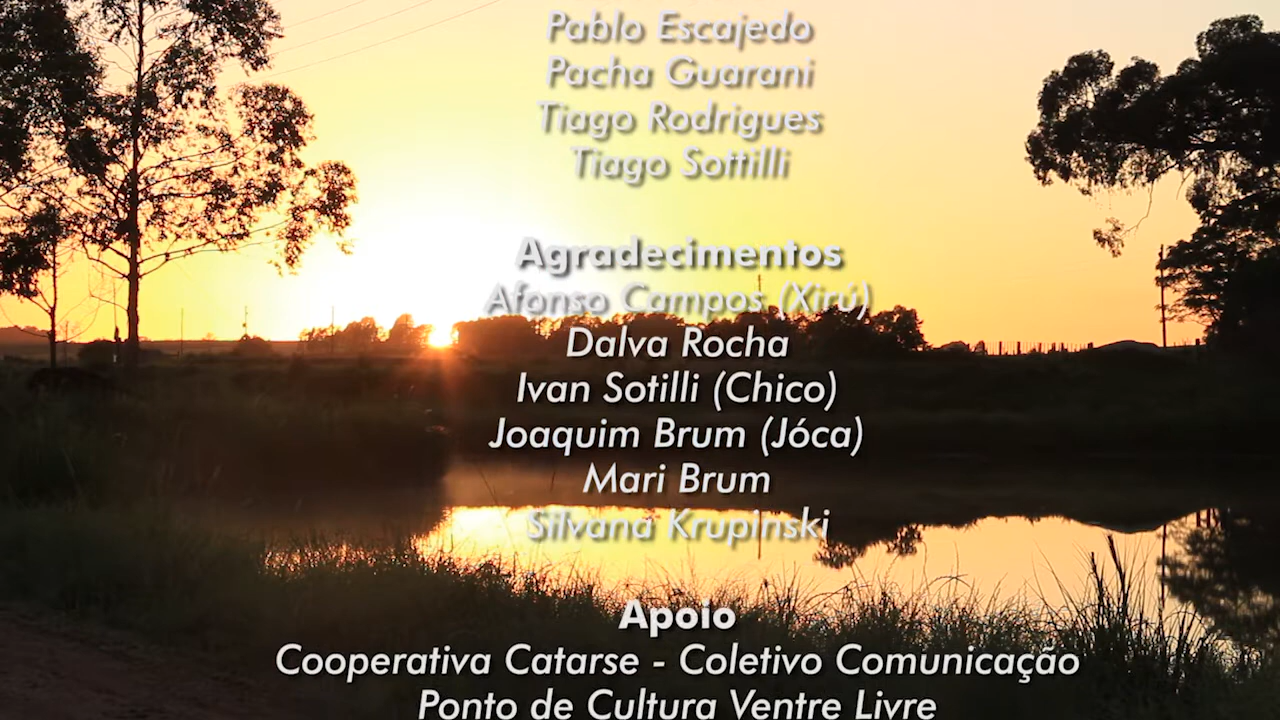 Pablo Escajedo
Pacha Guarani
Tiago Rodrigues
Tiago Sottilli
Agradecimentos
Afonso Campos (Xirú)
Dalva Rocha
Ivan Sotilli (Chico)
Joaquim Brum (Jóca)
Mari Brum
Silvana Krupinski
Apoio
Cooperativa Catarse - Coletivo Comunicação
Ponto de Cultura Ventre Livre